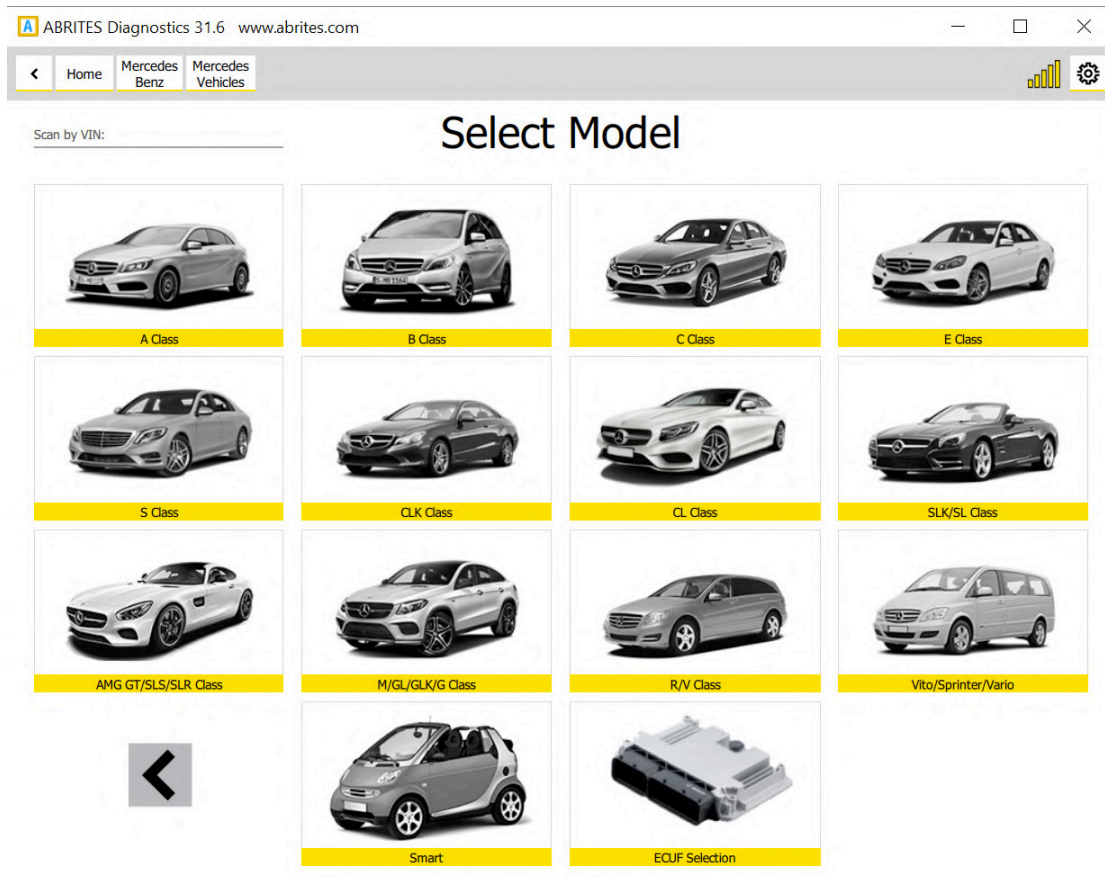 A ABRITES Diagnostics 31.6 www.abrites.com
Home
Mercedes
Benz
Mercedes
Vehicles
Scan by VIN:
Select Model
A Class
B Class
C Class
E Class
S Class
CLK Class
CL Class
SLK/SL Class
AMG GT/SLS/SLR Class
M/GL/GLK/G Class
R/V Class
Vito/Sprinter/Vario
Smart
ECUF Selection